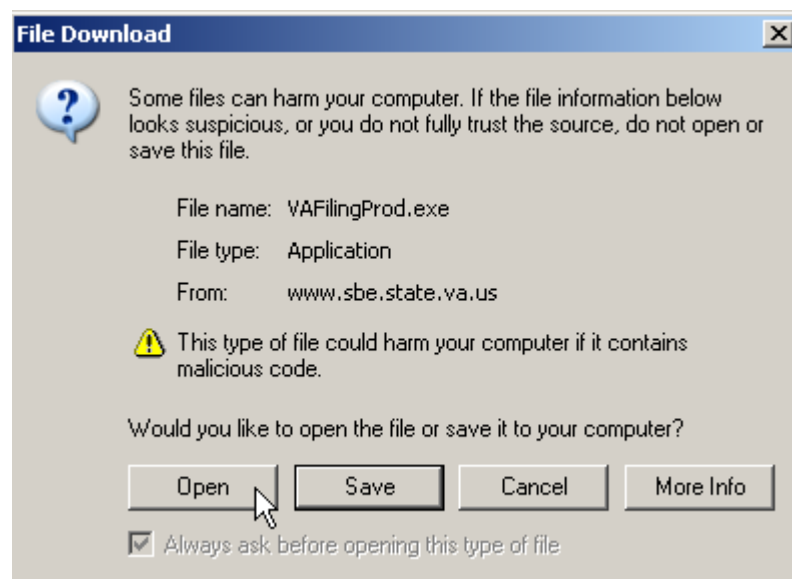 File Download
Some files can harm your computer. If the file information below
looks suspicious, or you do not fully trust the source, do not open or
save this file.
File name: VAFilingProd.exe
File type: Application
From: www.sbe.state.va.us
This type of file could harm your computer if it contains
malicious code.
Would you like to open the file or save it to your computer?
Open Save Cancel More Info
Always ask before opening this type of file